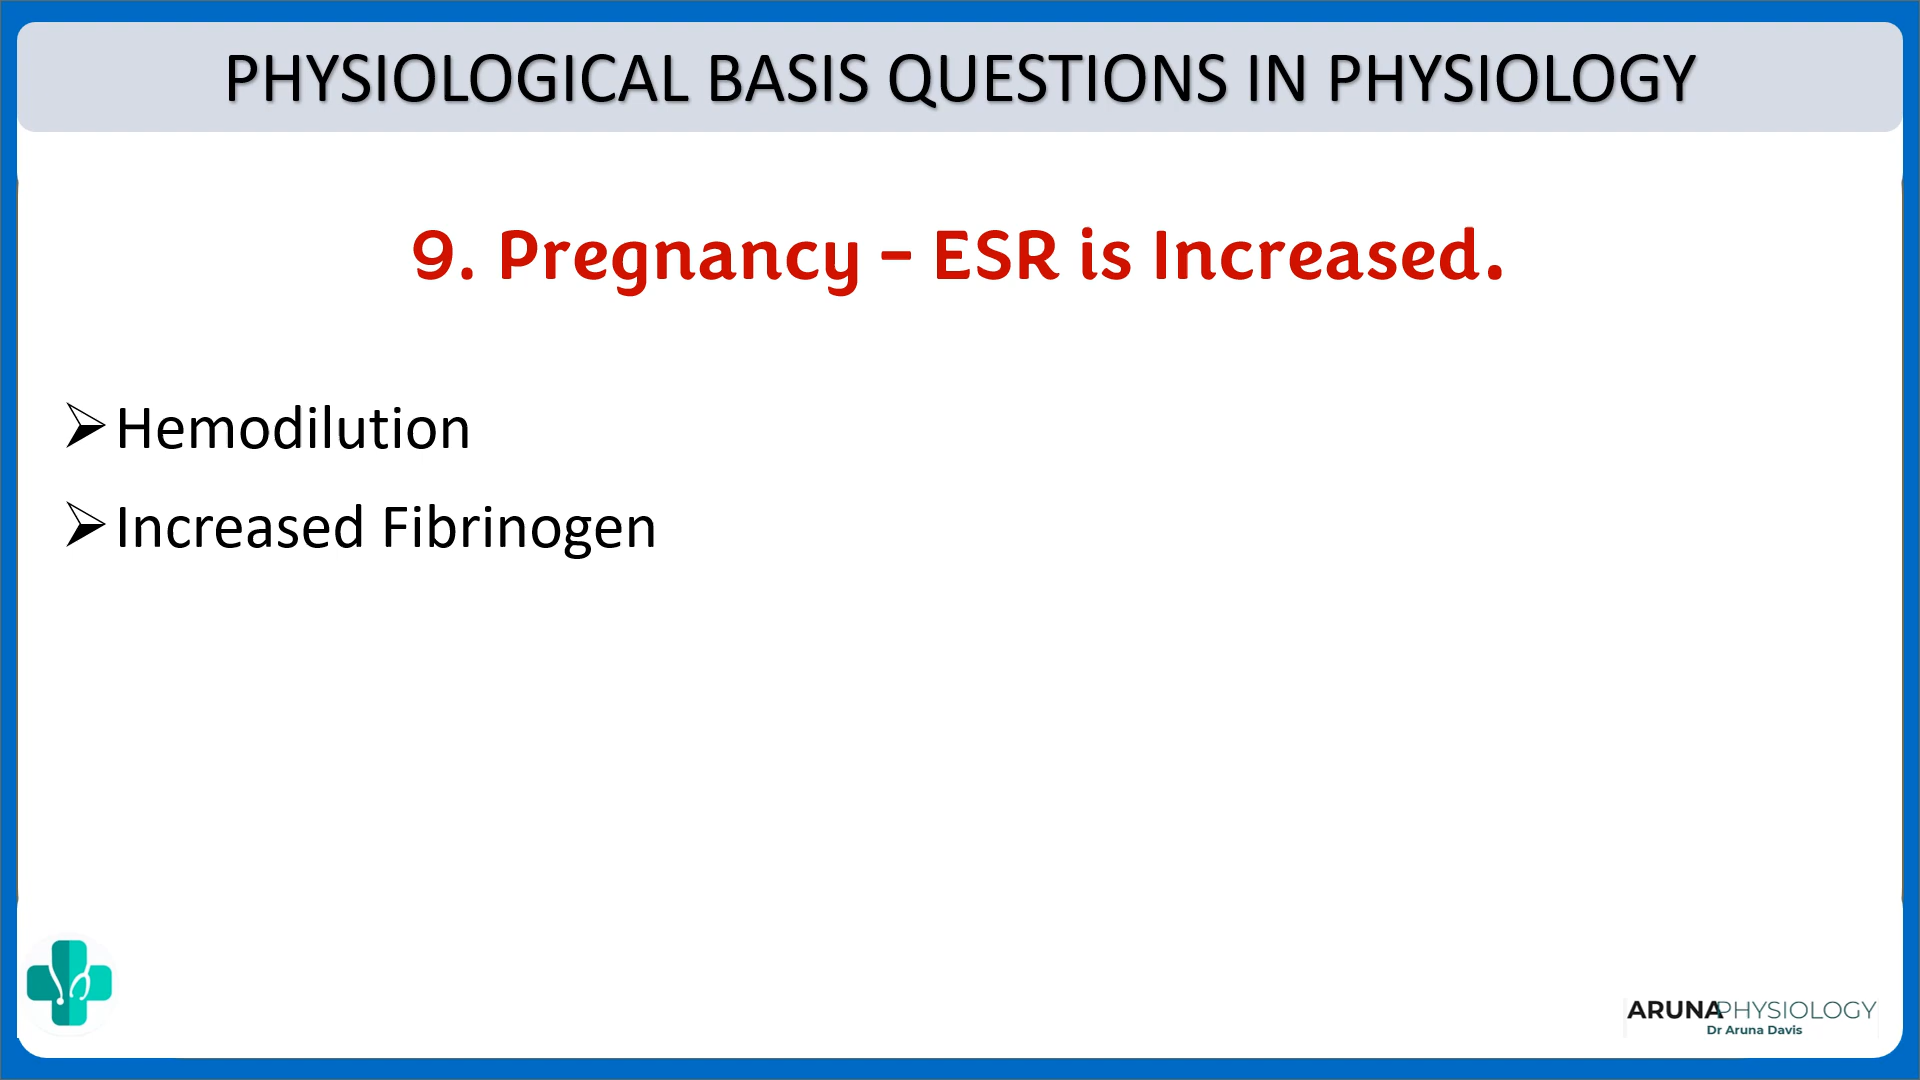 PHYSIOLOGICAL BASIS QUESTIONS IN PHYSIOLOGY
9. Pregnancy - ESR is Increased.
➢Hemodilution
➢Increased Fibrinogen
ARUNAPHYSIOLOGY
Dr Aruna Davis